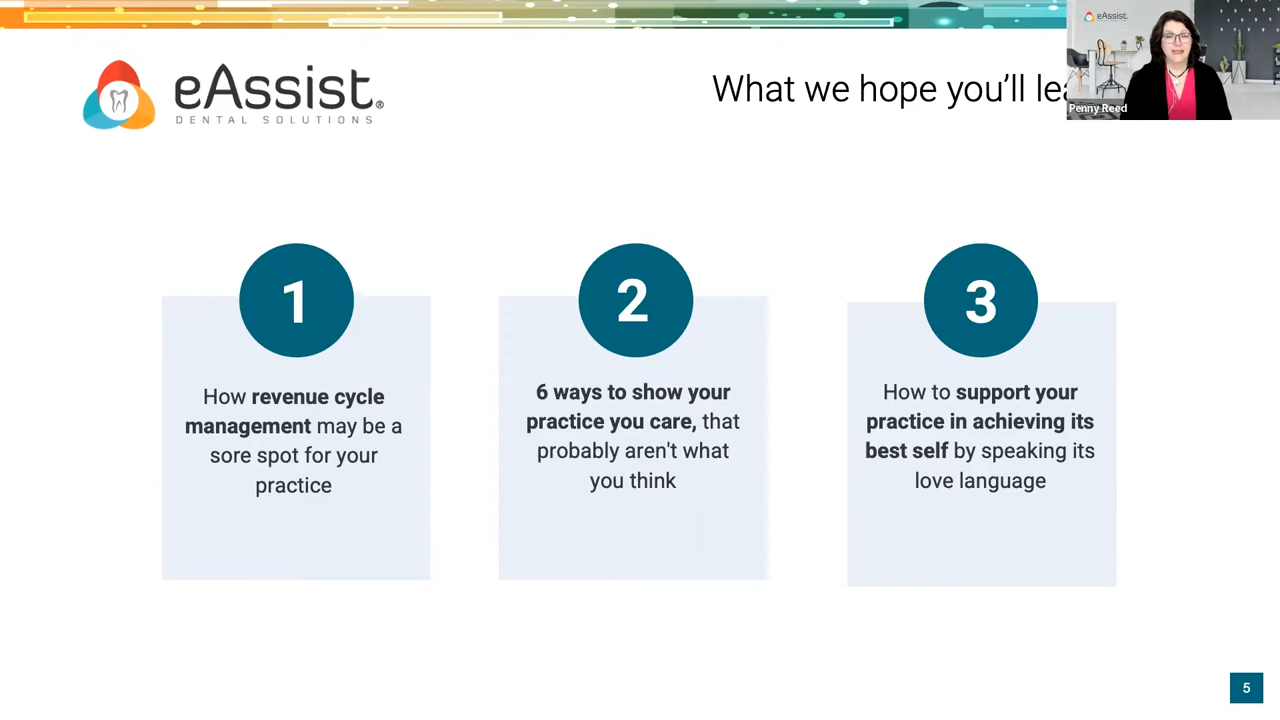 eAssist®
DENTAL SOLUTIONS
What we hope you'll lea
eAssist
Penny Reed
1
How revenue cycle
management may be a
sore spot for your
practice
2
6 ways to show your
practice you care, that
probably aren't what
you think
3
How to support your
practice in achieving its
best self by speaking its
love language
5